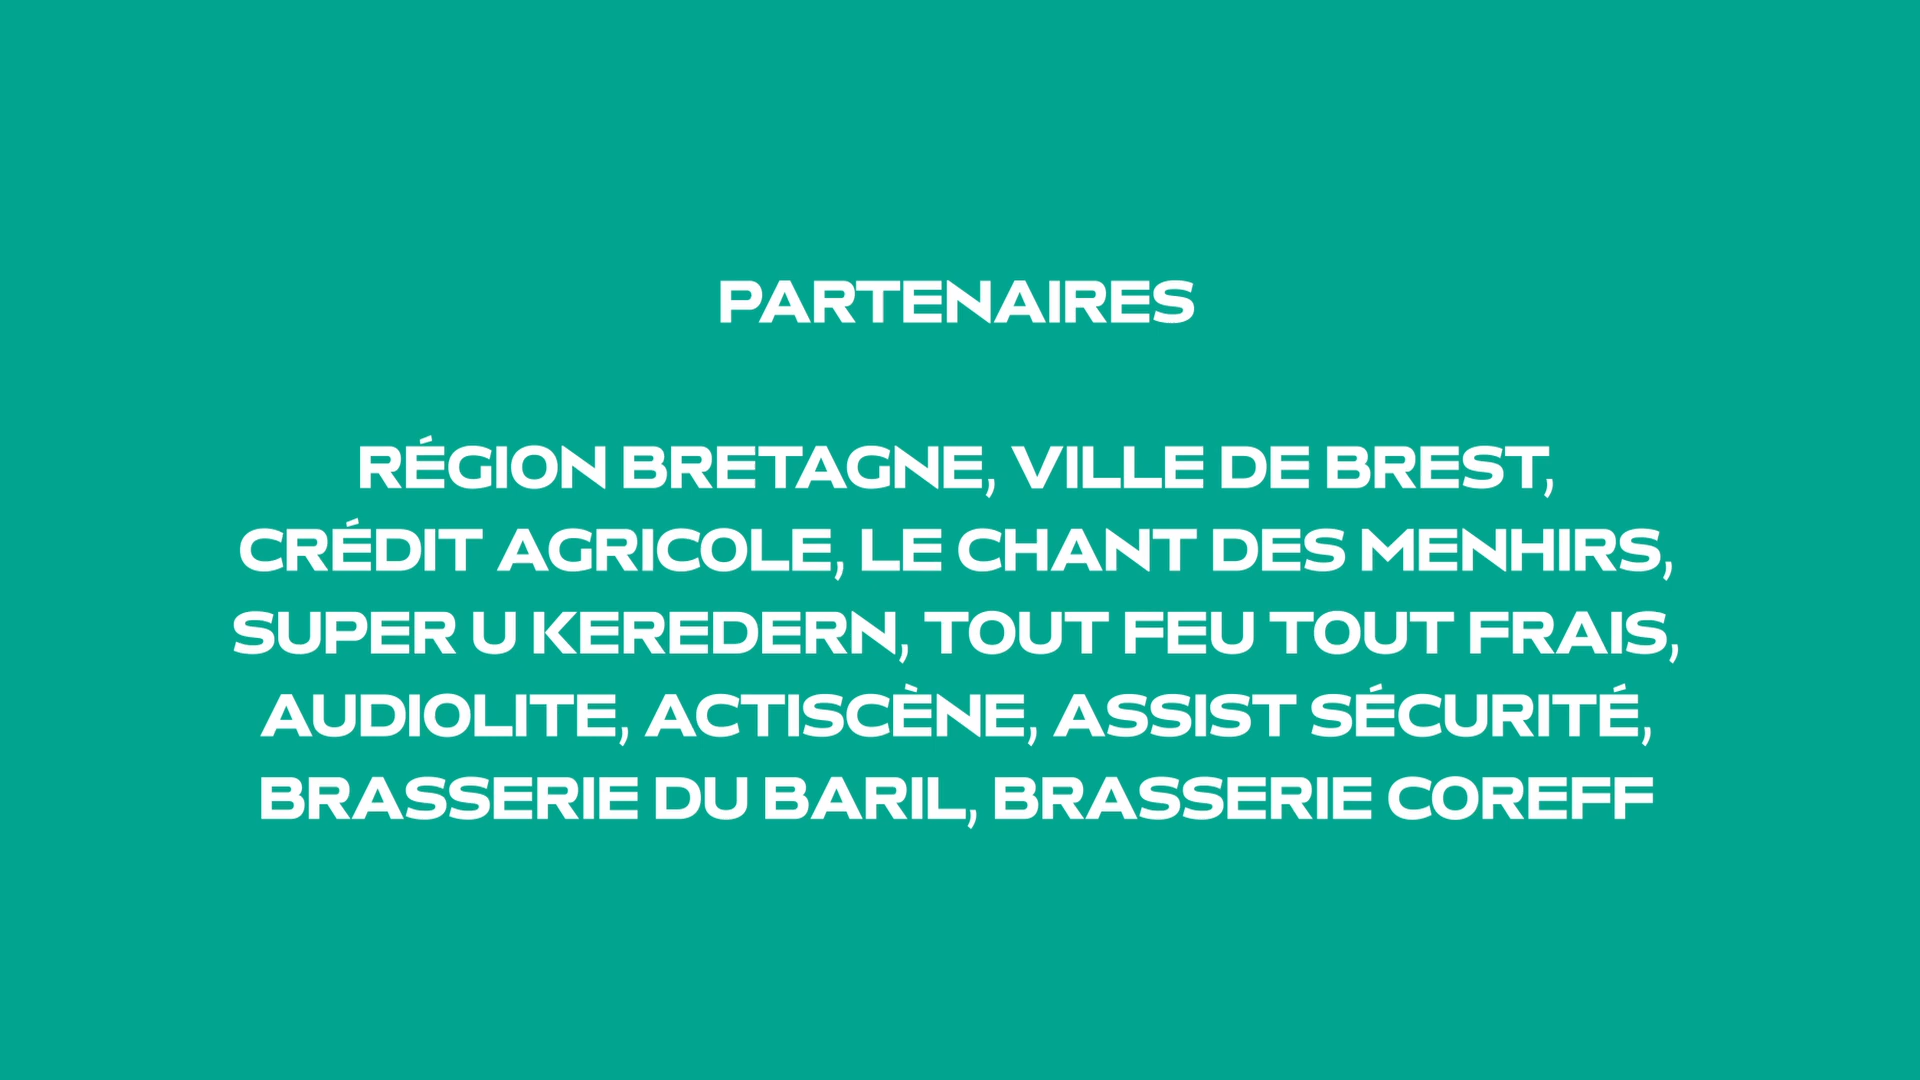 PARTENAIRES
RÉGION BRETAGNE, VILLE DE BREST,
CRÉDIT AGRICOLE, LE CHANT DES MENHIRS,
SUPER U KEREDERN, TOUT FEU TOUT FRAIS,
AUDIOLITE, ACTISCÈNE, ASSIST SÉCURITÉ,
BRASSERIE DU BARIL, BRASSERIE COREFF